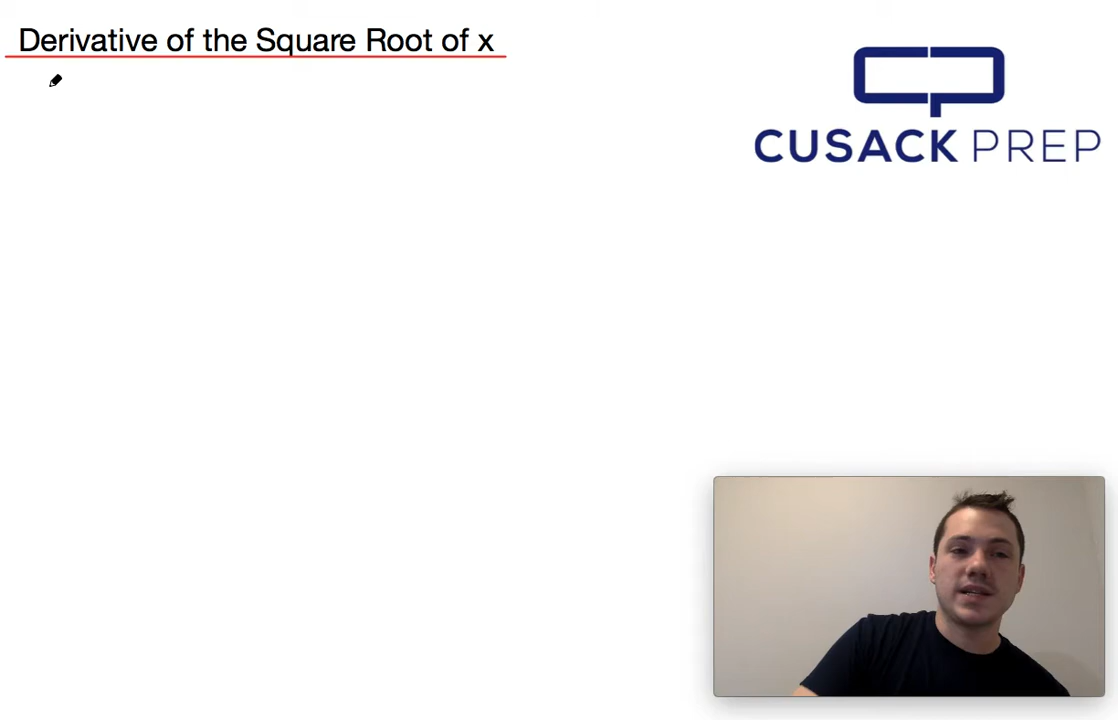 Derivative of the Square Root of x
CUSACK PREP